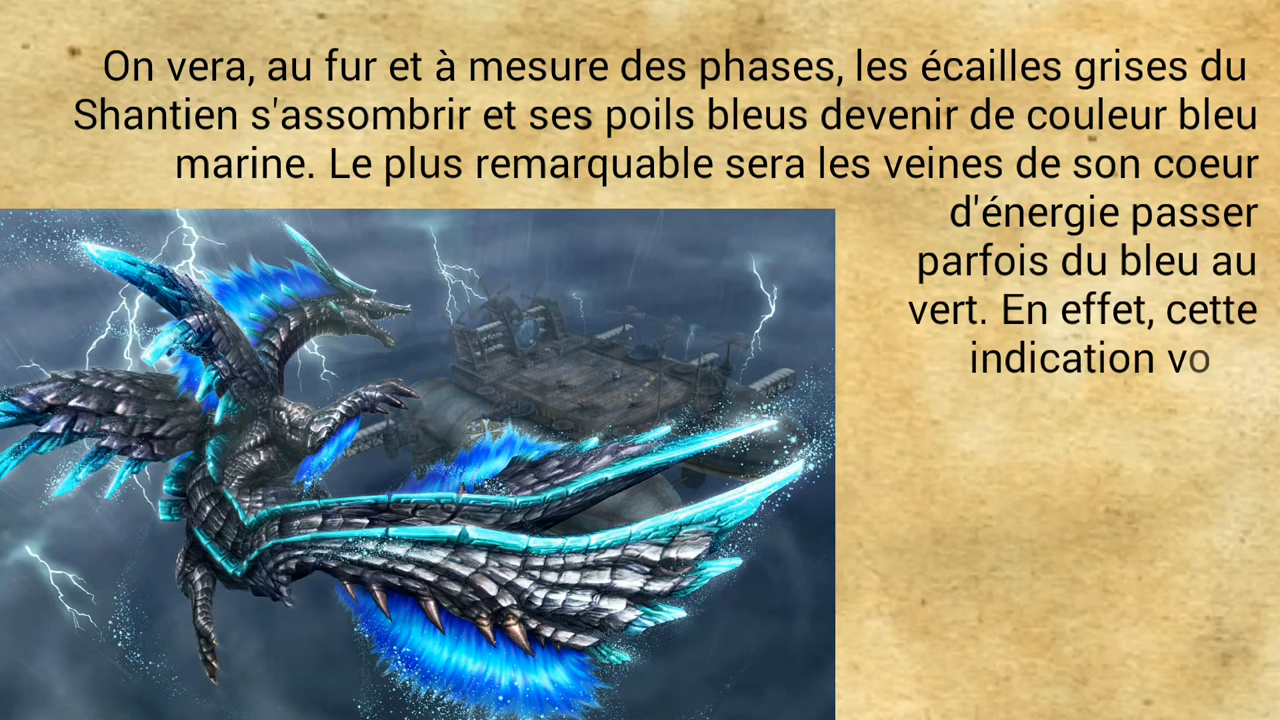 On vera, au fur et à mesure des phases, les écailles grises du
Shantien s'assombrir et ses poils bleus devenir de couleur bleu
marine. Le plus remarquable sera les veines de son coeur
d'énergie passer
parfois du bleu au
vert. En effet, cette
indication vo